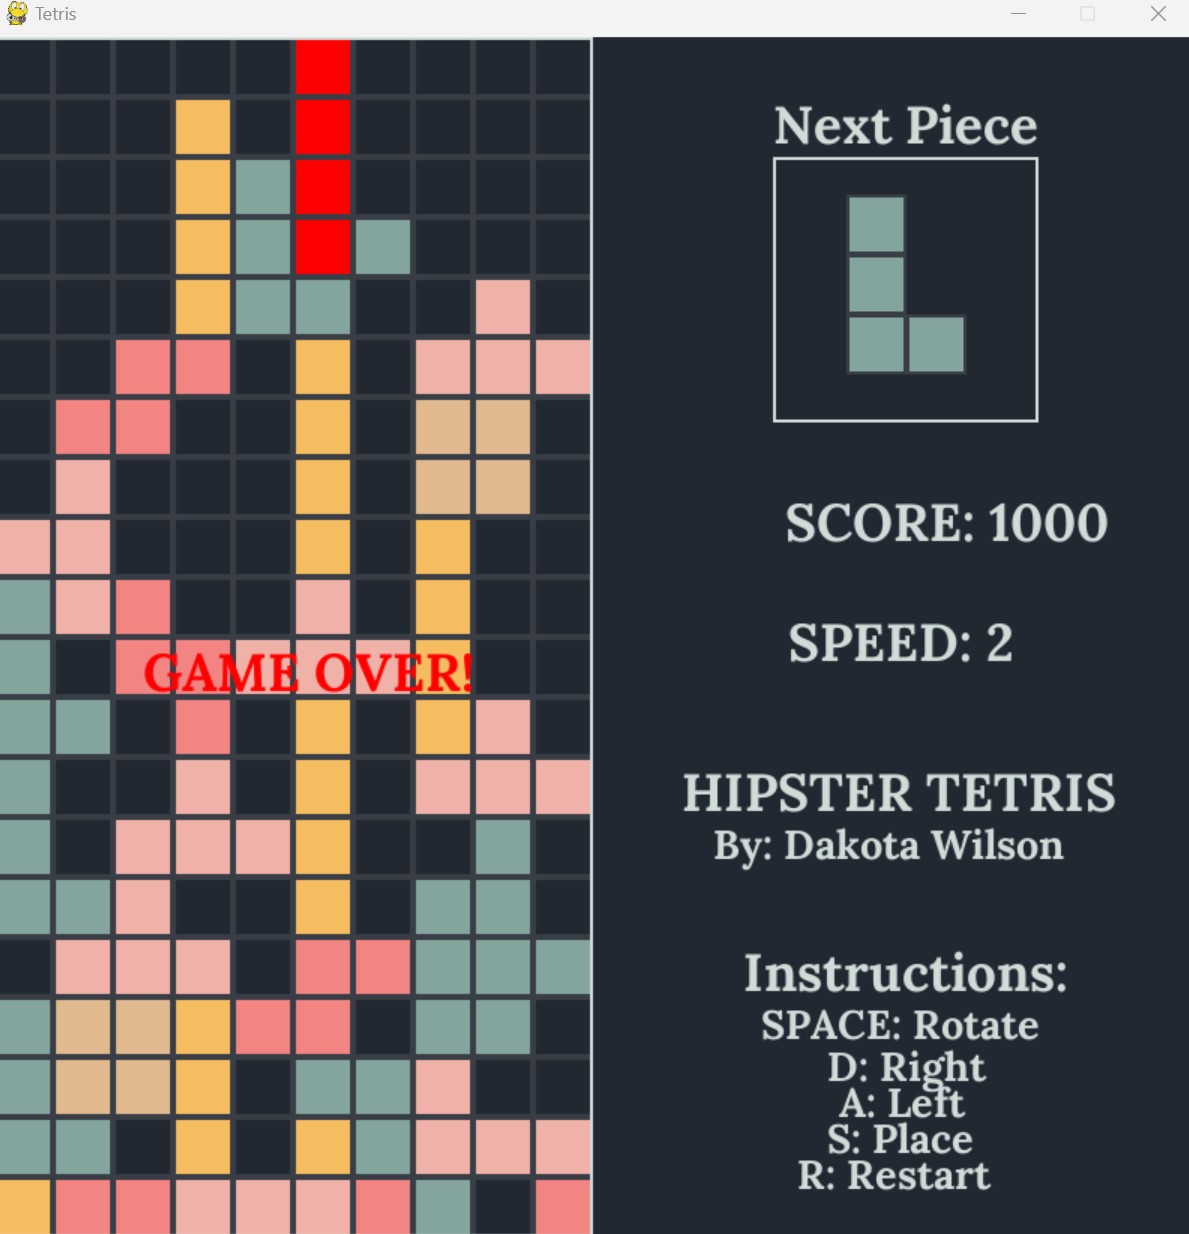 Tetris
Next Piece
SCORE: 1000
SPEED: 2
GAME OVER!
HIPSTER TETRIS
By: Dakota Wilson
Instructions:
SPACE: Rotate
D: Right
A: Left
S: Place
R: Restart